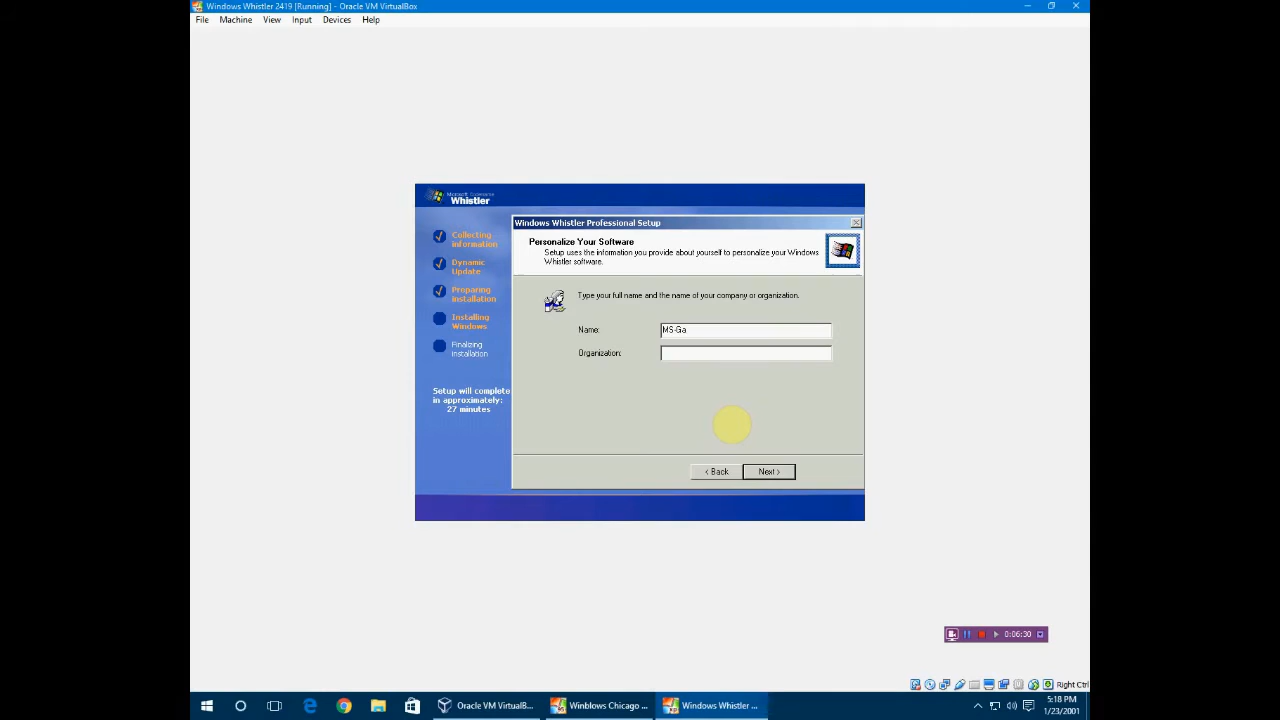 Windows Whistler 2419 [Running] - Oracle VM VirtualBox
File Machine View Input Devices Help
Microsoft Codename
Whistler
Windows Whistler Professional Setup
Personalize Your Software
Setup uses the information you provide about yourself to personalize your Windows
Whistler software.
Collecting
Information
Dynamic
Update
Preparing
Installation
Installing
Windows
Finalizing
Installation
Setup will complete
in approximately:
27 minutes
Type your full name and the name of your company or organization.
Name: MS-Ga
Organization:
< Back Next >
0:06:30
Right Ctrl
Oracle VM VirtualB... Winblows Chicago ... Windows Whistler ...
5:18 PM
1/23/2001